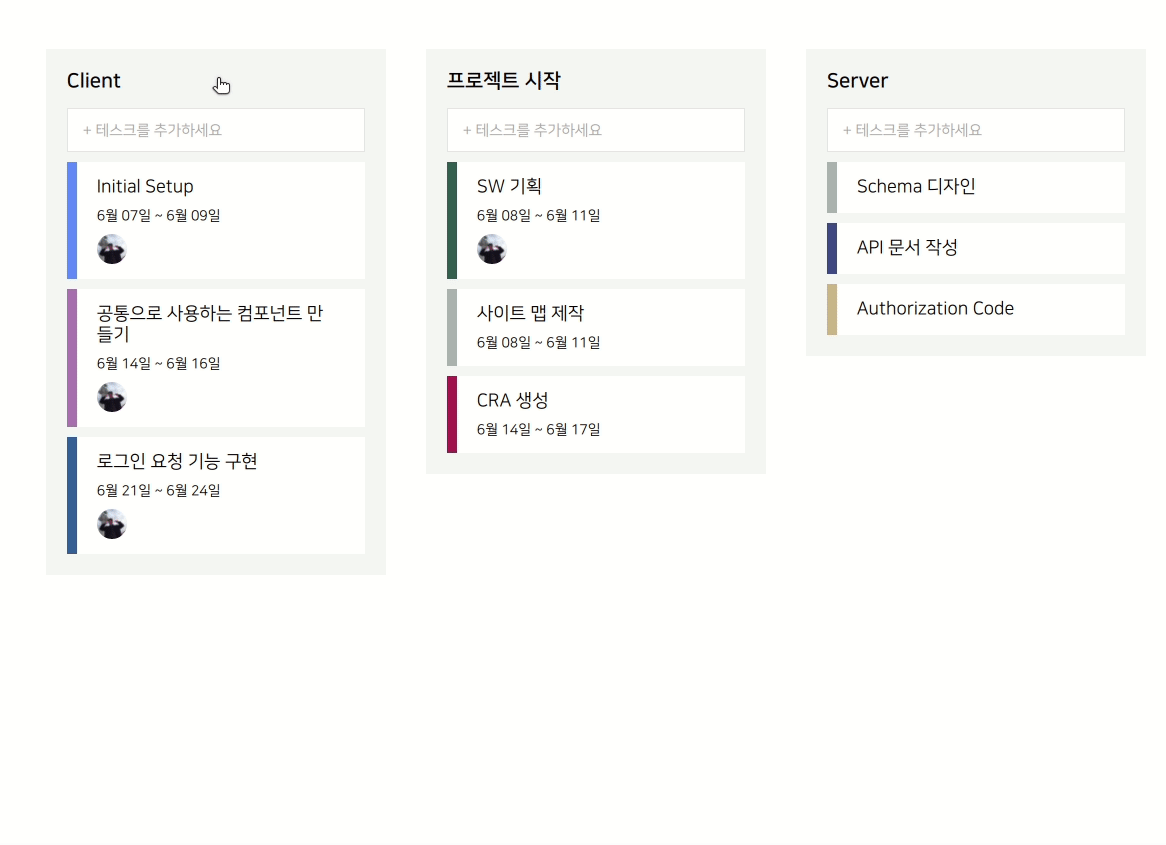 Client
+ 테스크를 추가하세요
Initial Setup
6월 07일 ~ 6월 09일
공통으로 사용하는 컴포넌트 만
들기
6월 14일 ~ 6월 16일
로그인 요청 기능 구현
6월 21일 ~ 6월 24일
프로젝트 시작
+ 테스크를 추가하세요
SW 기획
6월 08일 ~ 6월 11일
사이트 맵 제작
6월 08일 ~ 6월 11일
CRA 생성
6월 14일 ~ 6월 17일
Server
+ 테스크를 추가하세요
Schema 디자인
API 문서 작성
Authorization Code